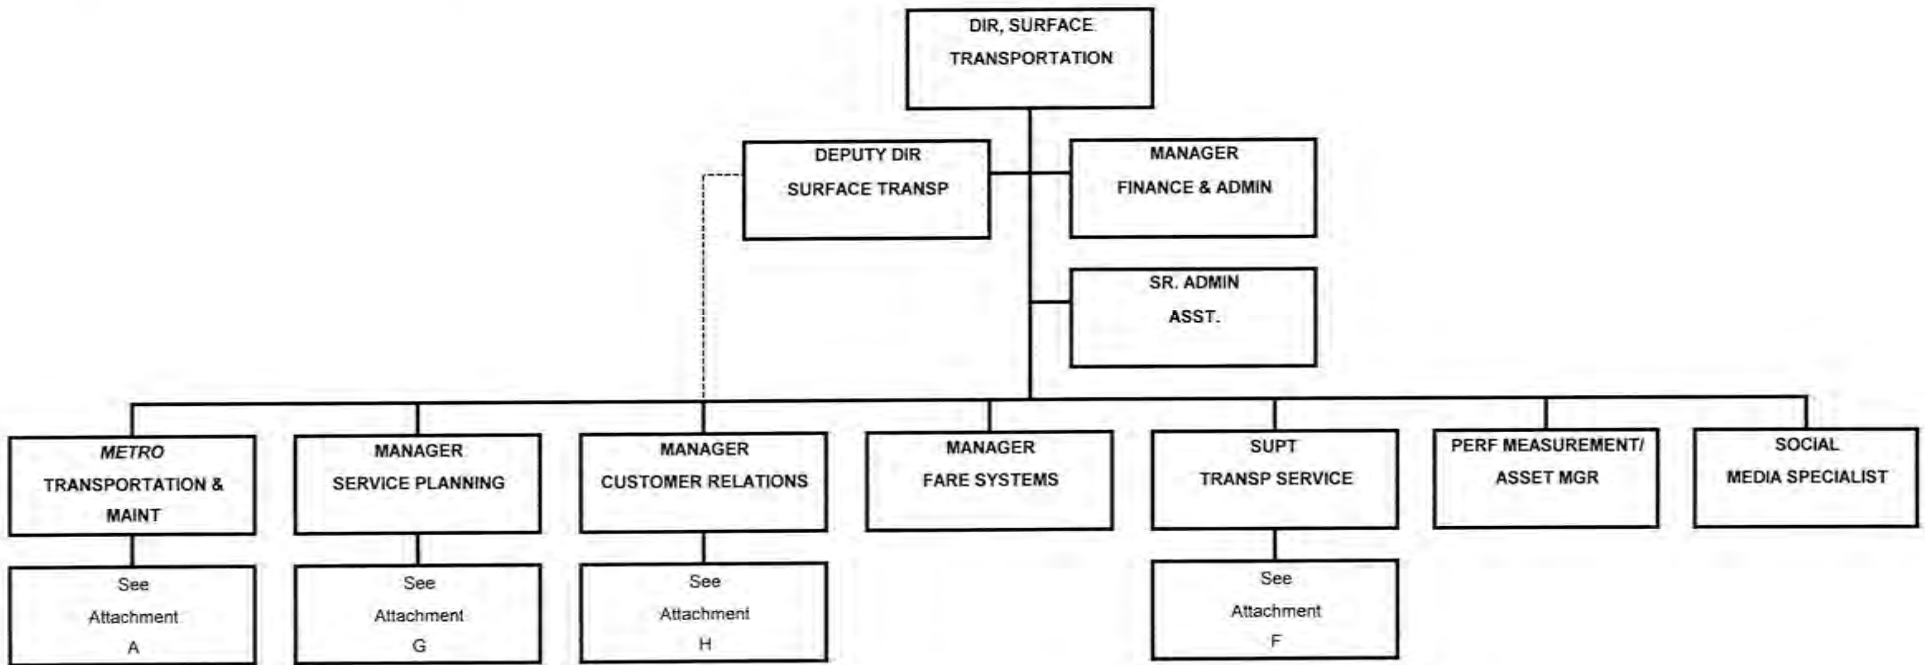 DIR, SURFACE
TRANSPORTATION
DEPUTY DIR
SURFACE TRANSP
MANAGER
FINANCE & ADMIN
SR. ADMIN
ASST.
METRO
TRANSPORTATION &
MAINT
MANAGER
SERVICE PLANNING
MANAGER
CUSTOMER RELATIONS
MANAGER
FARE SYSTEMS
SUPT
TRANSP SERVICE
PERF MEASUREMENT/
ASSET MGR
SOCIAL
MEDIA SPECIALIST
See
Attachment
A
See
Attachment
G
See
Attachment
H
See
Attachment
F